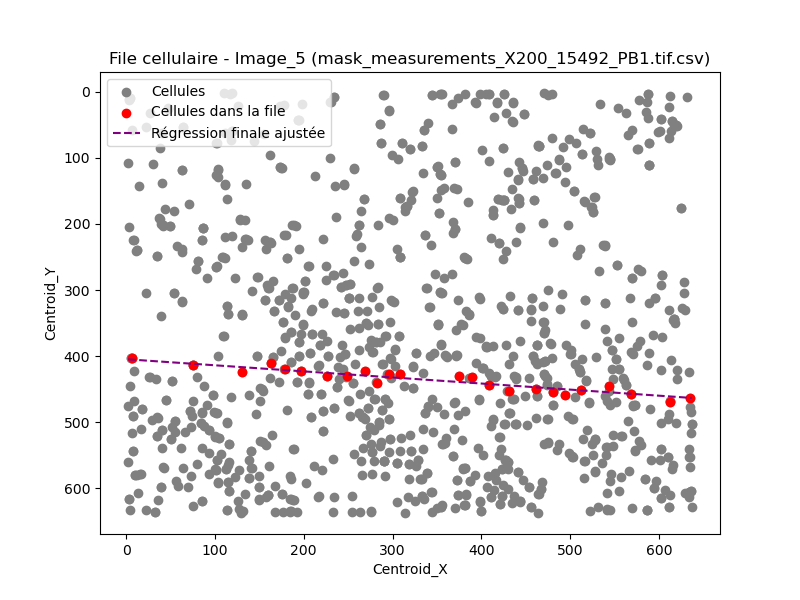 File cellulaire - Image_5 (mask_measurements_X200_15492_PB1.tif.csv)
Cellules
Cellules dans la file
Régression finale ajustée
Centroid_Y
0
100
200
300
400
500
600
0 100 200 300 400 500 600
Centroid_X